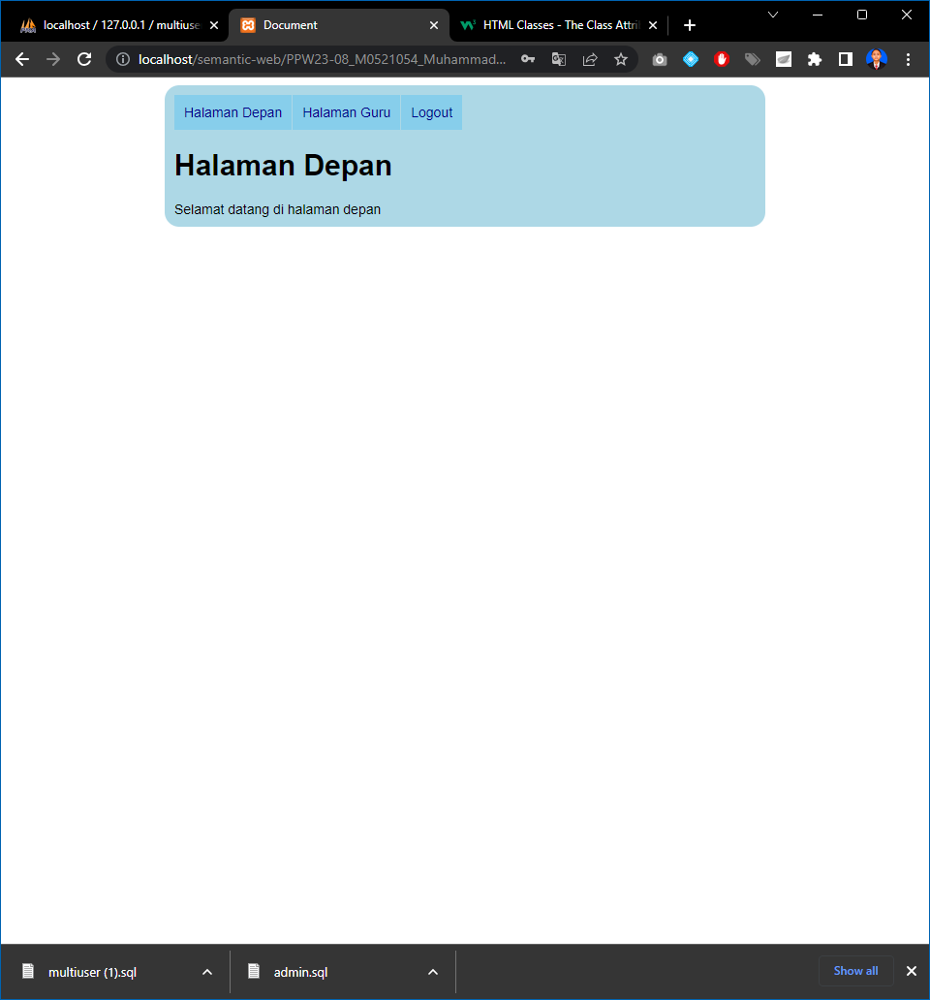 localhost / 127.0.0.1 / multiuse
Document
HTML Classes - The Class Attri
localhost/semantic-web/PPW23-08_M0521054_Muhammad...
Halaman Depan Halaman Guru Logout
Halaman Depan
Selamat datang di halaman depan
multiuser (1).sql admin.sql Show all